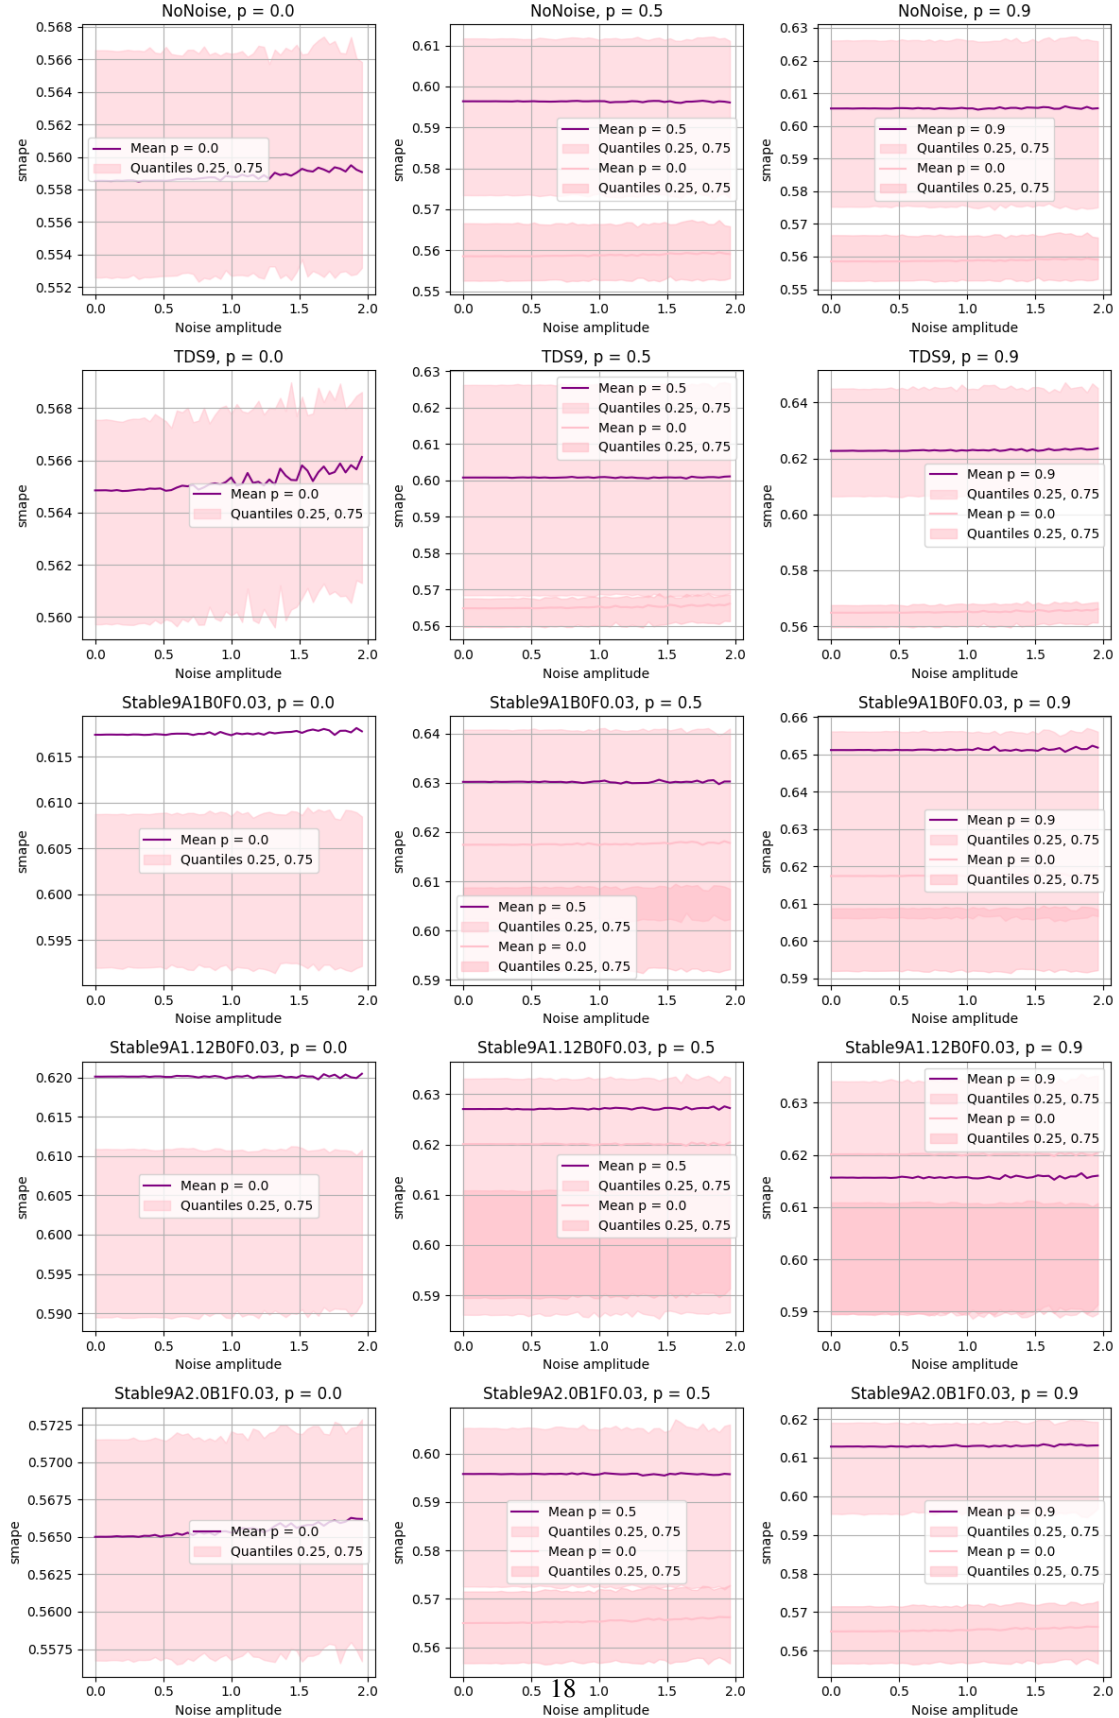 NoNoise, p = 0.0
0.568
0.566
0.564
0.562
0.560
0.558
0.556
0.554
0.552
smape
Mean p = 0.0
Quantiles 0.25, 0.75
0.0 0.5 1.0 1.5 2.0
Noise amplitude
NoNoise, p = 0.5
0.61
0.60
0.59
0.58
0.57
0.56
0.55
smape
Mean p = 0.5
Quantiles 0.25, 0.75
Mean p = 0.0
Quantiles 0.25, 0.75
0.0 0.5 1.0 1.5 2.0
Noise amplitude
NoNoise, p = 0.9
0.63
0.62
0.61
0.60
0.59
0.58
0.57
0.56
0.55
smape
Mean p = 0.9
Quantiles 0.25, 0.75
Mean p = 0.0
Quantiles 0.25, 0.75
0.0 0.5 1.0 1.5 2.0
Noise amplitude
TDS9, p = 0.0
0.568
0.566
0.564
0.562
0.560
smape
Mean p = 0.0
Quantiles 0.25, 0.75
0.0 0.5 1.0 1.5 2.0
Noise amplitude
TDS9, p = 0.5
0.63
0.62
0.61
0.60
0.59
0.58
0.57
0.56
smape
Mean p = 0.5
Quantiles 0.25, 0.75
Mean p = 0.0
Quantiles 0.25, 0.75
0.0 0.5 1.0 1.5 2.0
Noise amplitude
TDS9, p = 0.9
0.64
0.62
0.60
0.58
0.56
smape
Mean p = 0.9
Quantiles 0.25, 0.75
Mean p = 0.0
Quantiles 0.25, 0.75
0.0 0.5 1.0 1.5 2.0
Noise amplitude
Stable9A1B0F0.03, p = 0.0
0.615
0.610
0.605
0.600
0.595
smape
Mean p = 0.0
Quantiles 0.25, 0.75
0.0 0.5 1.0 1.5 2.0
Noise amplitude
Stable9A1B0F0.03, p = 0.5
0.64
0.63
0.62
0.61
0.60
0.59
smape
Mean p = 0.5
Quantiles 0.25, 0.75
Mean p = 0.0
Quantiles 0.25, 0.75
0.0 0.5 1.0 1.5 2.0
Noise amplitude
Stable9A1B0F0.03, p = 0.9
0.66
0.65
0.64
0.63
0.62
0.61
0.60
0.59
smape
Mean p = 0.9
Quantiles 0.25, 0.75
Mean p = 0.0
Quantiles 0.25, 0.75
0.0 0.5 1.0 1.5 2.0
Noise amplitude
Stable9A1.12B0F0.03, p = 0.0
0.620
0.615
0.610
0.605
0.600
0.595
0.590
smape
Mean p = 0.0
Quantiles 0.25, 0.75
0.0 0.5 1.0 1.5 2.0
Noise amplitude
Stable9A1.12B0F0.03, p = 0.5
0.63
0.62
0.61
0.60
0.59
smape
Mean p = 0.5
Quantiles 0.25, 0.75
Mean p = 0.0
Quantiles 0.25, 0.75
0.0 0.5 1.0 1.5 2.0
Noise amplitude
Stable9A1.12B0F0.03, p = 0.9
0.63
0.62
0.61
0.60
0.59
smape
Mean p = 0.9
Quantiles 0.25, 0.75
Mean p = 0.0
Quantiles 0.25, 0.75
0.0 0.5 1.0 1.5 2.0
Noise amplitude
Stable9A2.0B1F0.03, p = 0.0
0.5725
0.5700
0.5675
0.5650
0.5625
0.5600
0.5575
smape
Mean p = 0.0
Quantiles 0.25, 0.75
0.0 0.5 1.0 1.5 2.0
Noise amplitude
Stable9A2.0B1F0.03, p = 0.5
0.60
0.59
0.58
0.57
0.56
smape
Mean p = 0.5
Quantiles 0.25, 0.75
Mean p = 0.0
Quantiles 0.25, 0.75
0.0 0.5 1.0 1.5 2.0
Noise amplitude
Stable9A2.0B1F0.03, p = 0.9
0.62
0.61
0.60
0.59
0.58
0.57
0.56
smape
Mean p = 0.9
Quantiles 0.25, 0.75
Mean p = 0.0
Quantiles 0.25, 0.75
0.0 0.5 1.0 1.5 2.0
Noise amplitude
18